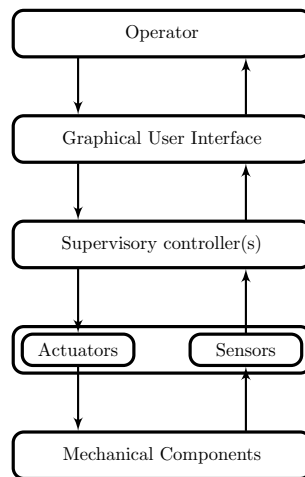 Operator
Graphical User Interface
Supervisory controller(s)
Actuators
Sensors
Mechanical Components